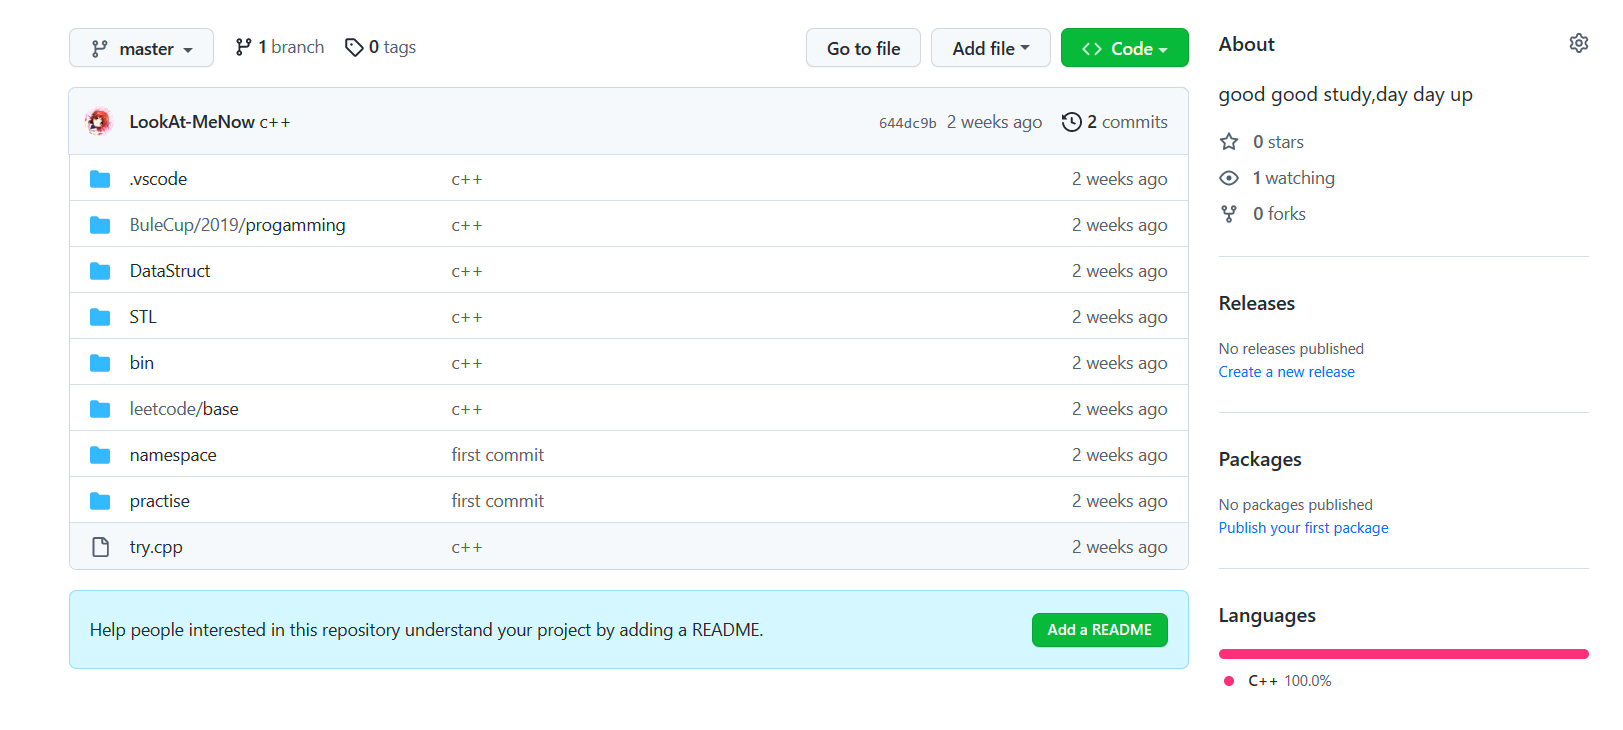 master 1 branch 0 tags Go to file Add file Code
LookAt-MeNow c++ 644dc9b 2 weeks ago 2 commits
.vscode c++ 2 weeks ago
BuleCup/2019/progamming c++ 2 weeks ago
DataStruct c++ 2 weeks ago
STL c++ 2 weeks ago
bin c++ 2 weeks ago
leetcode/base c++ 2 weeks ago
namespace first commit 2 weeks ago
practise first commit 2 weeks ago
try.cpp c++ 2 weeks ago
Help people interested in this repository understand your project by adding a README. Add a README
About
good good study,day day up
0 stars
1 watching
0 forks
Releases
No releases published
Create a new release
Packages
No packages published
Publish your first package
Languages
C++ 100.0%